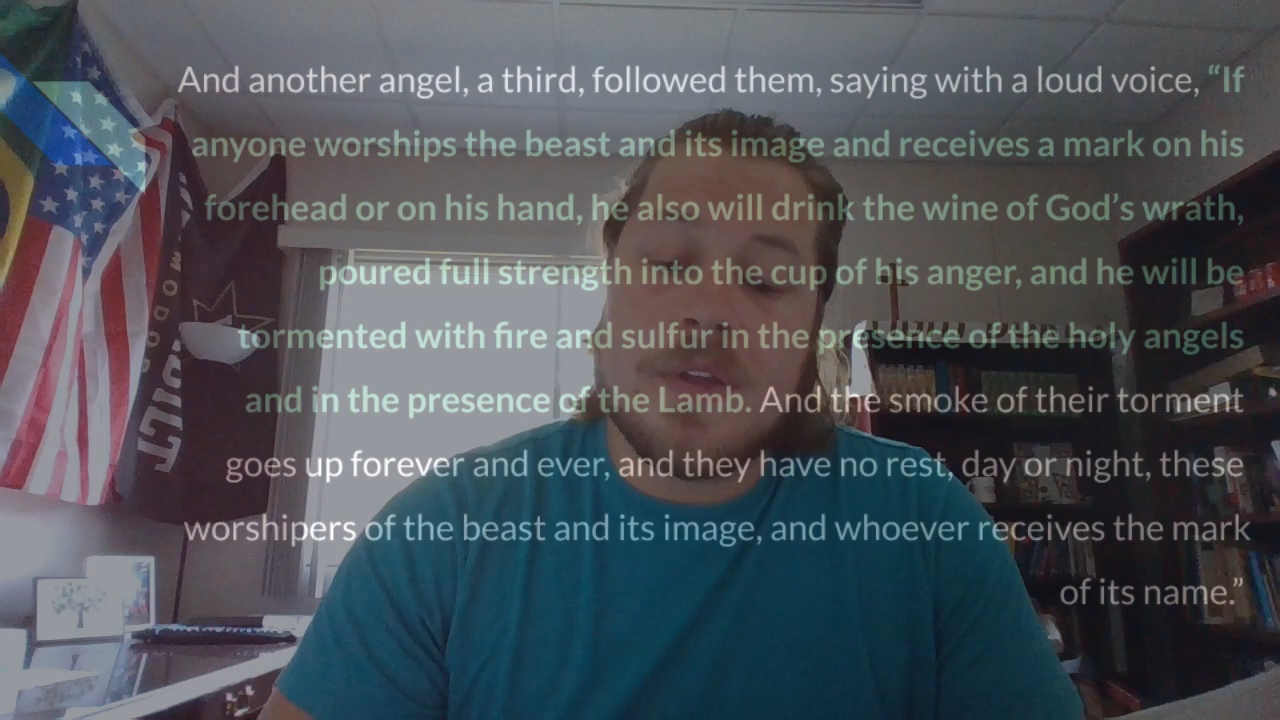 And another angel, a third, followed them, saying with a loud voice, “If
anyone worships the beast and its image and receives a mark on his
forehead or on his hand, he also will drink the wine of God’s wrath,
poured full strength into the cup of his anger, and he will be
tormented with fire and sulfur in the presence of the holy angels
and in the presence of the Lamb. And the smoke of their torment
goes up forever and ever, and they have no rest, day or night, these
worshipers of the beast and its image, and whoever receives the mark
of its name.”